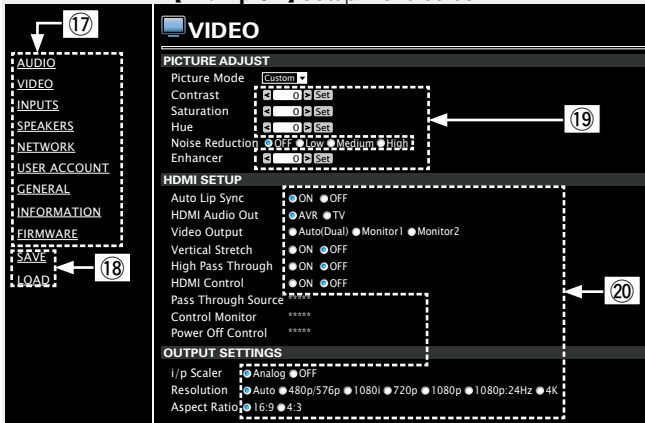 ⑰
AUDIO
VIDEO
INPUTS
SPEAKERS
NETWORK
USER ACCOUNT
GENERAL
INFORMATION
FIRMWARE
SAVE
LOAD
⑱
VIDEO
PICTURE ADJUST
Picture Mode Custom
Contrast < 0 > Set
Saturation < 0 > Set
Hue < 0 > Set
Noise Reduction OFF Low Medium High
Enhancer < 0 > Set
⑲
HDMI SETUP
Auto Lip Sync ON OFF
HDMI Audio Out AVR TV
Video Output Auto(Dual) Monitor1 Monitor2
Vertical Stretch ON OFF
High Pass Through ON OFF
HDMI Control ON OFF
Pass Through Source *****
Control Monitor *****
Power Off Control *****
⑳
OUTPUT SETTINGS
i/p Scaler Analog OFF
Resolution Auto 480p/576p 1080i 720p 1080p 1080p:24Hz 4K
Aspect Ratio 16:9 4:3